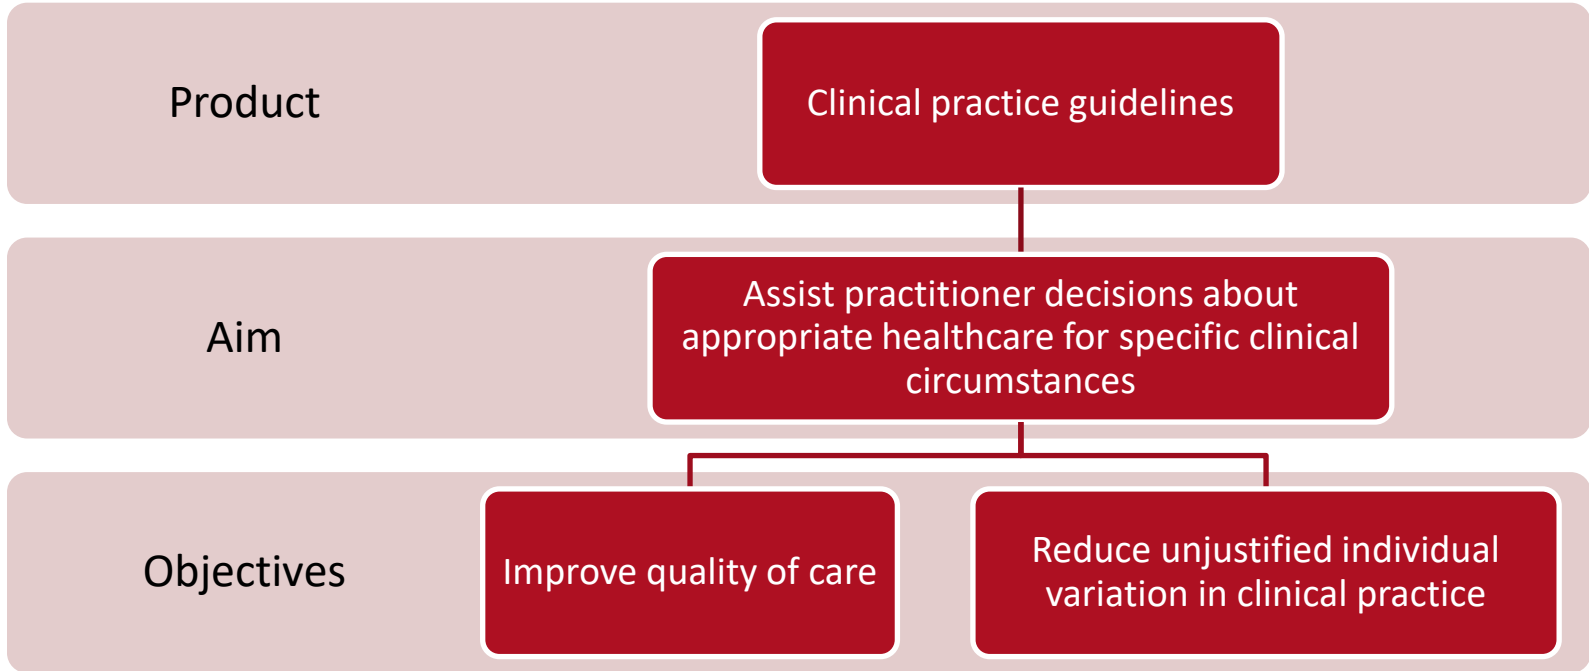 Product
Clinical practice guidelines
Aim
Assist practitioner decisions about
appropriate healthcare for specific clinical
circumstances
Objectives
Improve quality of care
Reduce unjustified individual
variation in clinical practice